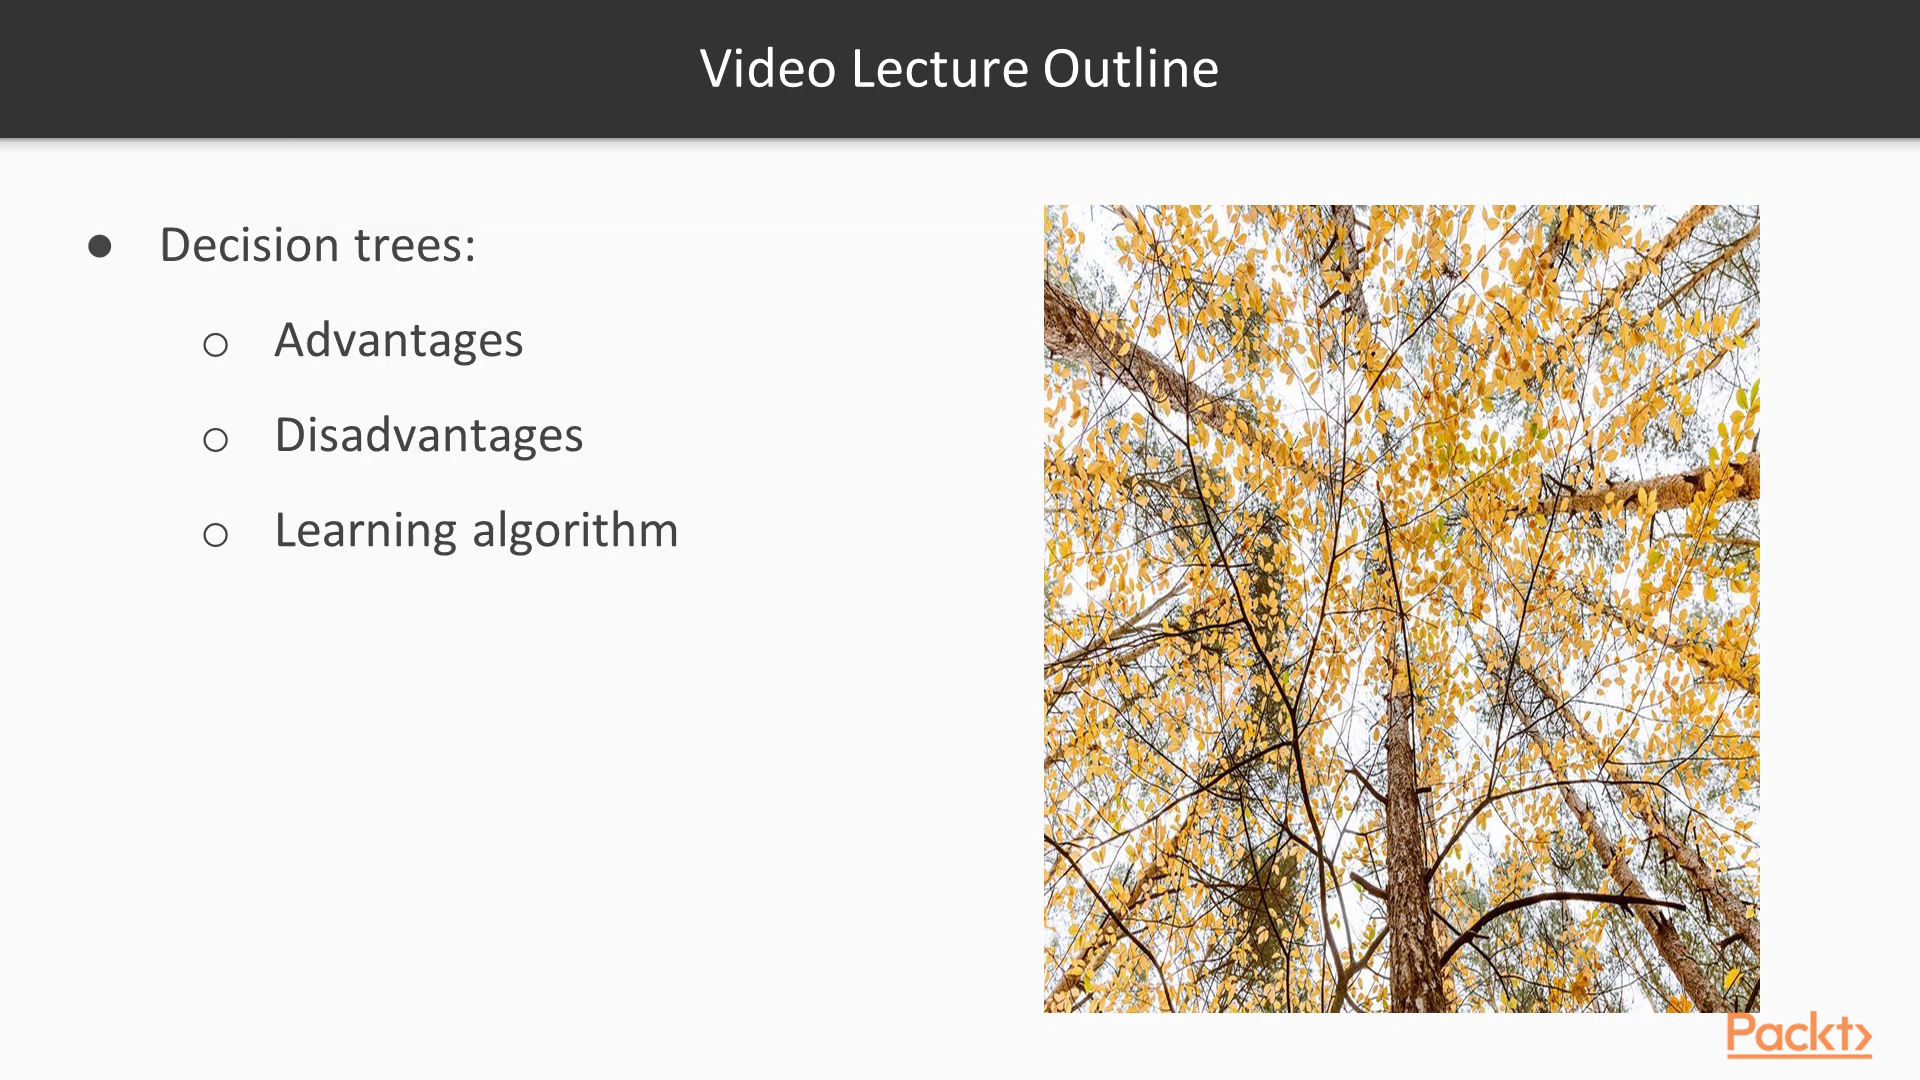 Video Lecture Outline
● Decision trees:
○ Advantages
○ Disadvantages
○ Learning algorithm
Packt>